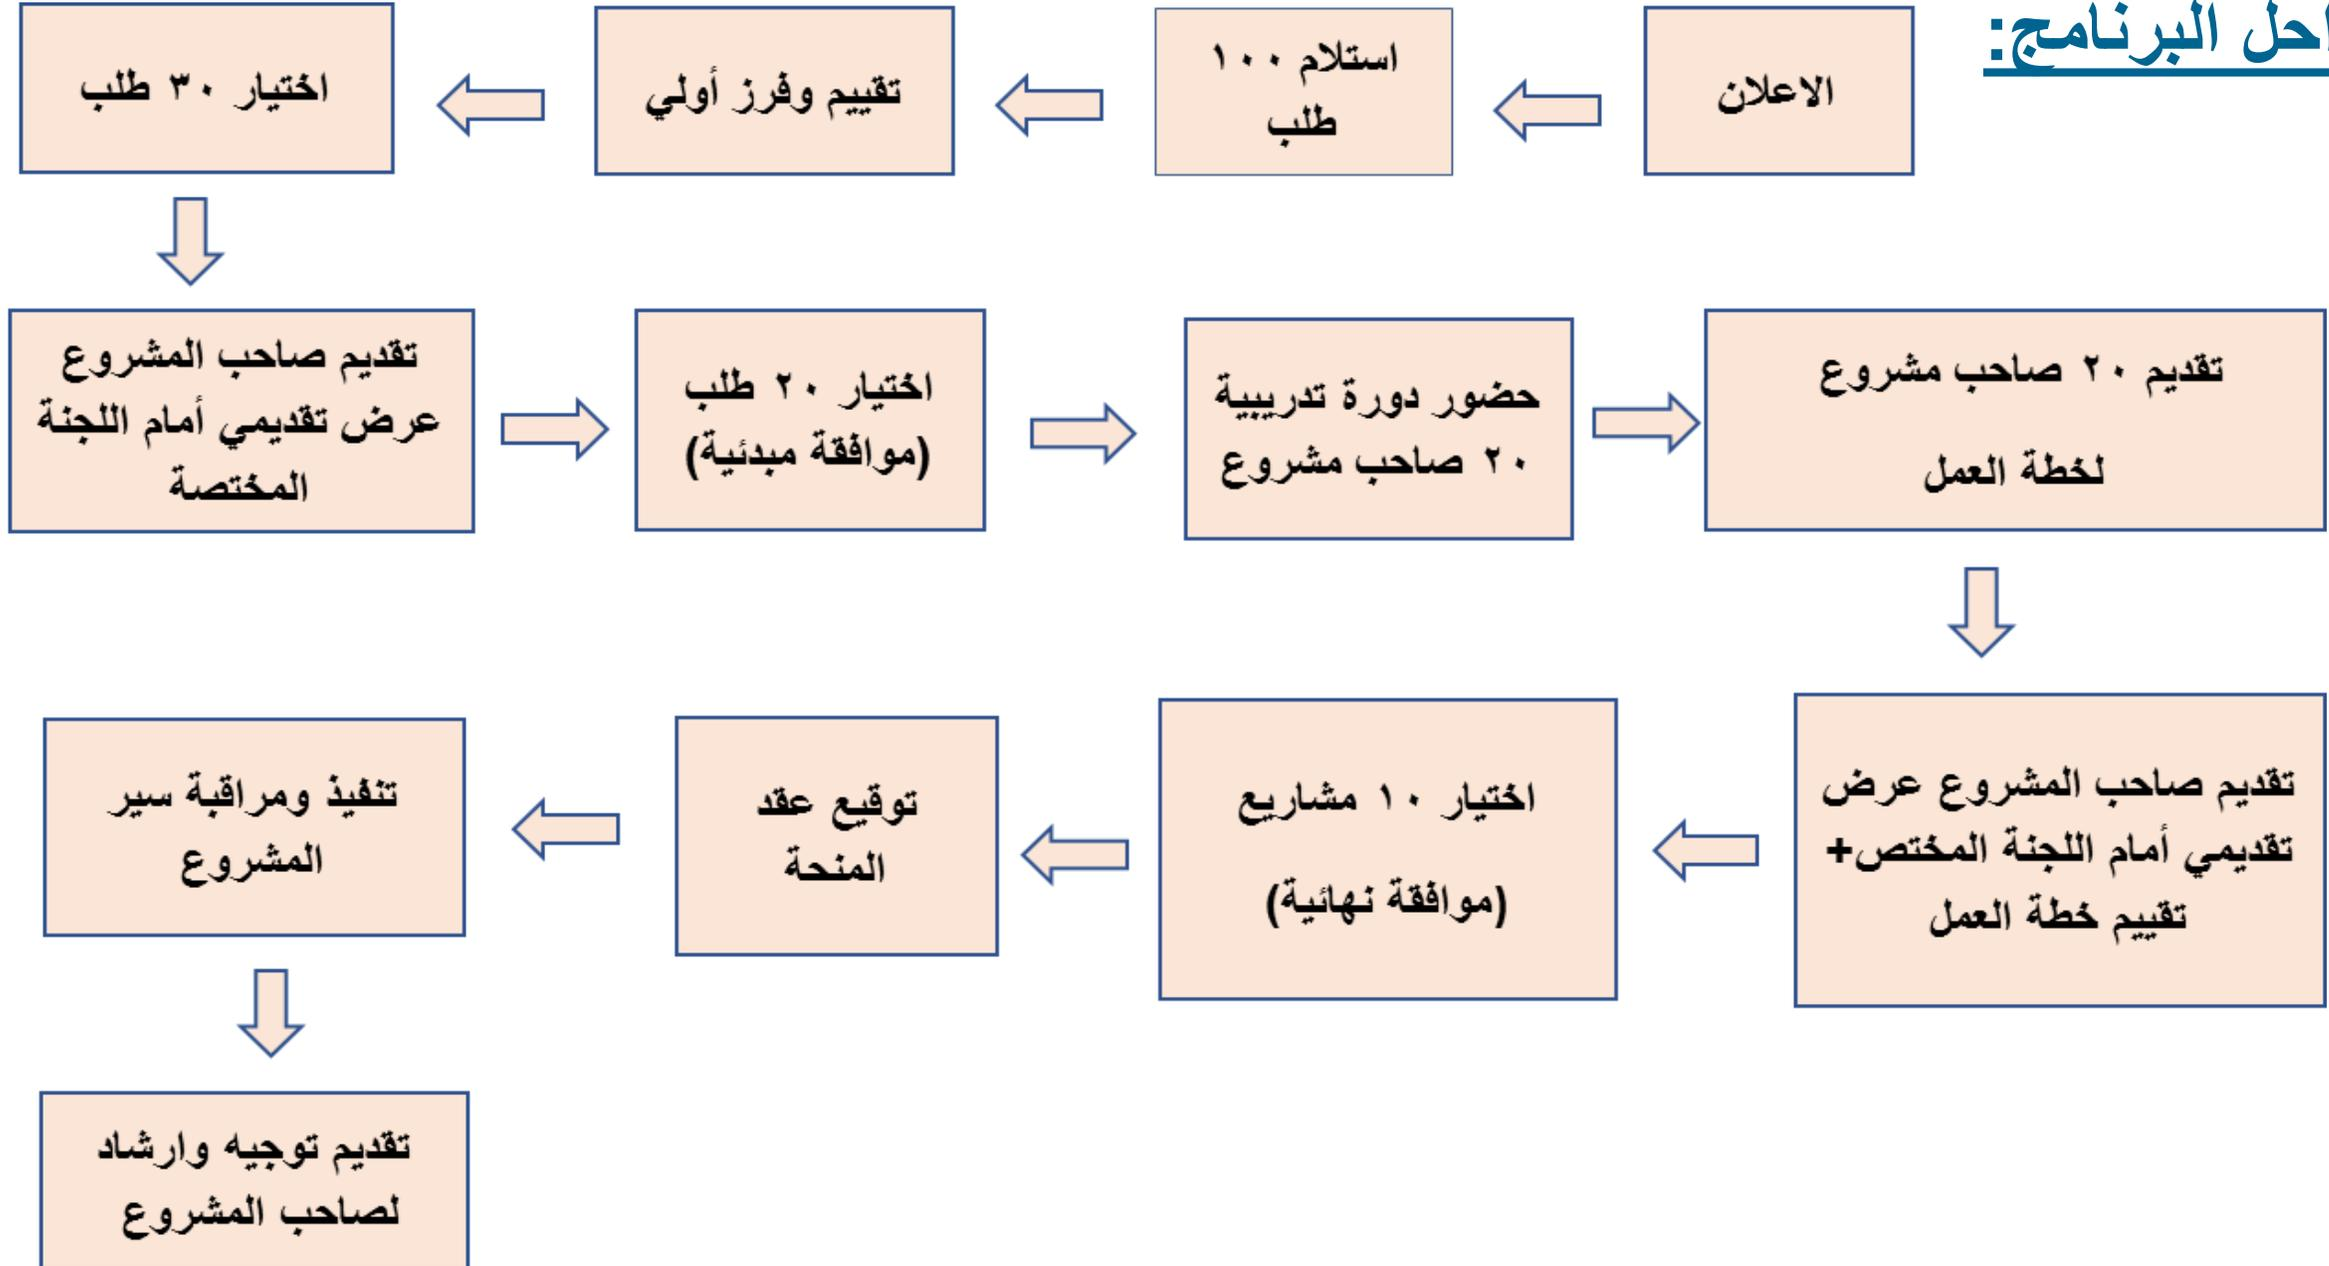 احل البرنامج:
الاعلان
استلام ١٠٠
طلب
تقييم وفرز أولي
اختيار ٣٠ طلب
تقديم صاحب المشروع
عرض تقديمي أمام اللجنة
المختصة
اختيار ٢٠ طلب
(موافقة مبدئية)
حضور دورة تدريبية
٢٠ صاحب مشروع
تقديم ٢٠ صاحب مشروع
لخطة العمل
تقديم صاحب المشروع عرض
تقديمي أمام اللجنة المختص+
تقييم خطة العمل
اختيار ١٠ مشاريع
(موافقة نهائية)
توقيع عقد
المنحة
تنفيذ ومراقبة سير
المشروع
تقديم توجيه وارشاد
لصاحب المشروع